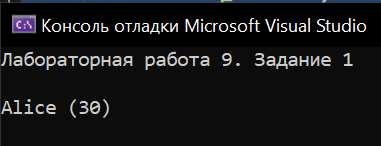 Консоль отладки Microsoft Visual Studio
Лабораторная работа 9. Задание 1
Alice (30)